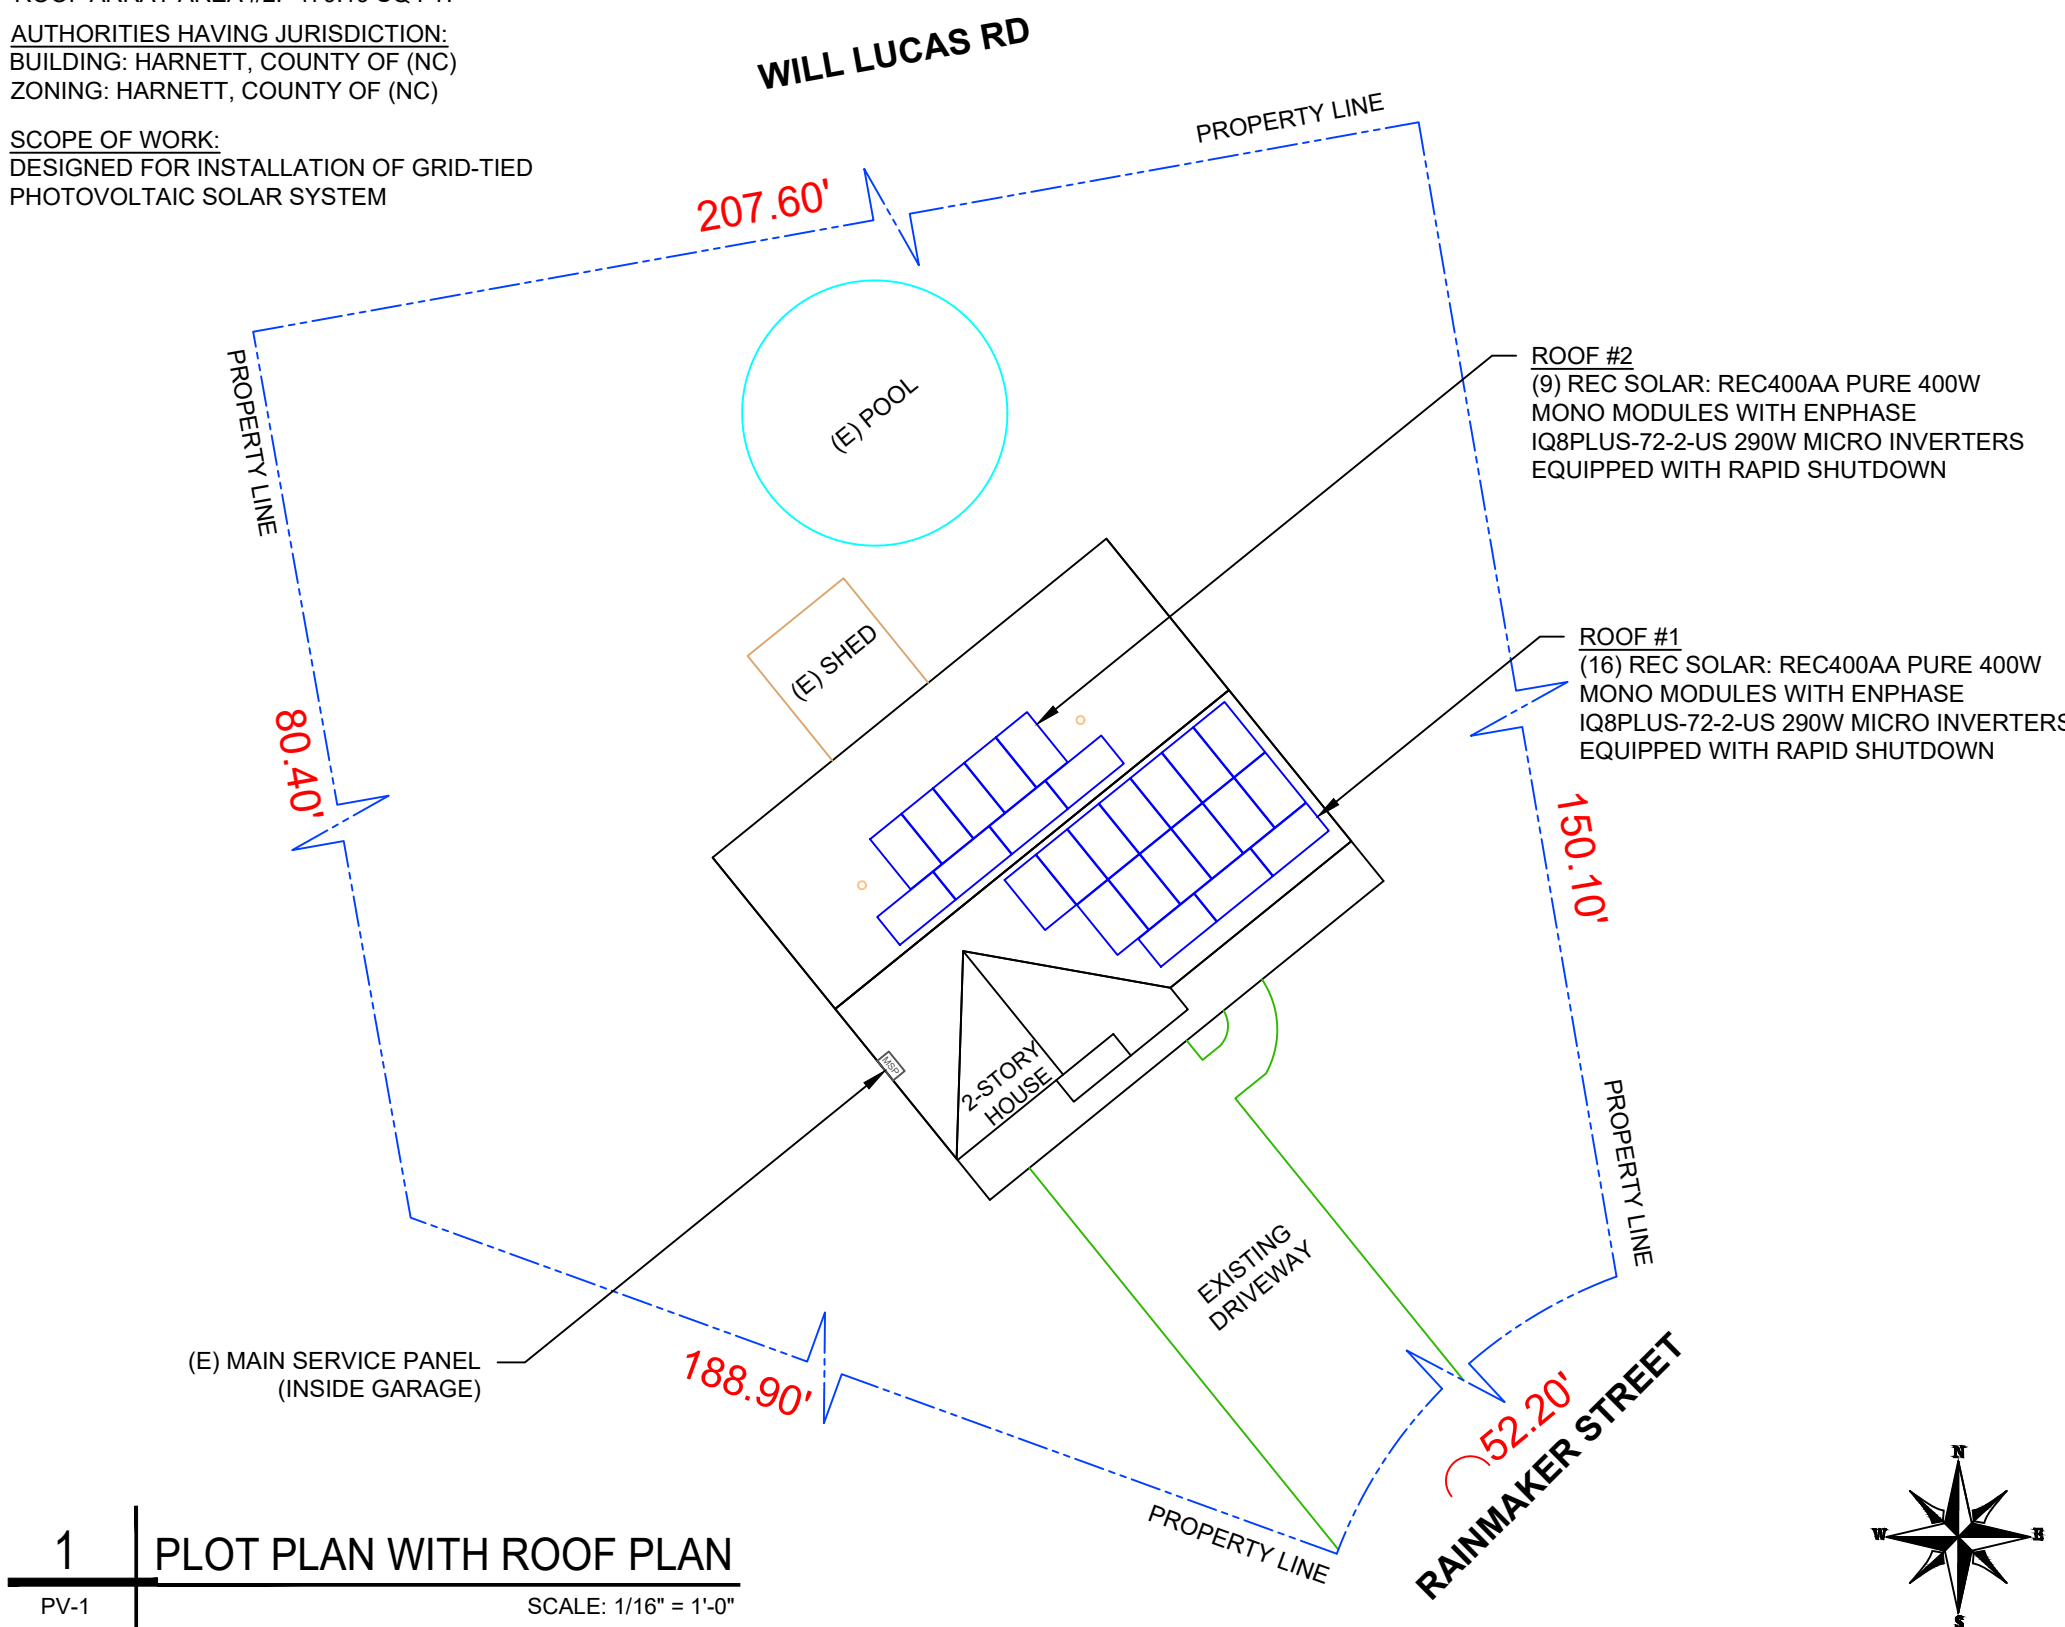 AUTHORITIES HAVING JURISDICTION:
BUILDING: HARNETT, COUNTY OF (NC)
ZONING: HARNETT, COUNTY OF (NC)
SCOPE OF WORK:
DESIGNED FOR INSTALLATION OF GRID-TIED
PHOTOVOLTAIC SOLAR SYSTEM
WILL LUCAS RD
PROPERTY LINE
207.60'
PROPERTY LINE
(E) POOL
ROOF #2
(9) REC SOLAR: REC400AA PURE 400W
MONO MODULES WITH ENPHASE
IQ8PLUS-72-2-US 290W MICRO INVERTERS
EQUIPPED WITH RAPID SHUTDOWN
(E) SHED
ROOF #1
(16) REC SOLAR: REC400AA PURE 400W
MONO MODULES WITH ENPHASE
IQ8PLUS-72-2-US 290W MICRO INVERTERS
EQUIPPED WITH RAPID SHUTDOWN
80.40'
150.10'
MSP
2-STORY
HOUSE
PROPERTY LINE
EXISTING
DRIVEWAY
(E) MAIN SERVICE PANEL
(INSIDE GARAGE)
188.90'
52.20'
RAINMAKER STREET
PROPERTY LINE
N
W
E
S
1
PLOT PLAN WITH ROOF PLAN
PV-1
SCALE: 1/16" = 1'-0"